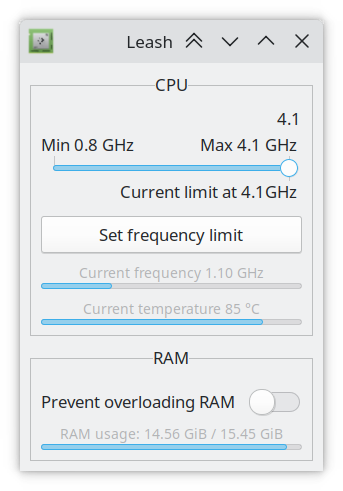 Leash
CPU
4.1
Min 0.8 GHz Max 4.1 GHz
Current limit at 4.1GHz
Set frequency limit
Current frequency 1.10 GHz
Current temperature 85 °C
RAM
Prevent overloading RAM
RAM usage: 14.56 GiB / 15.45 GiB